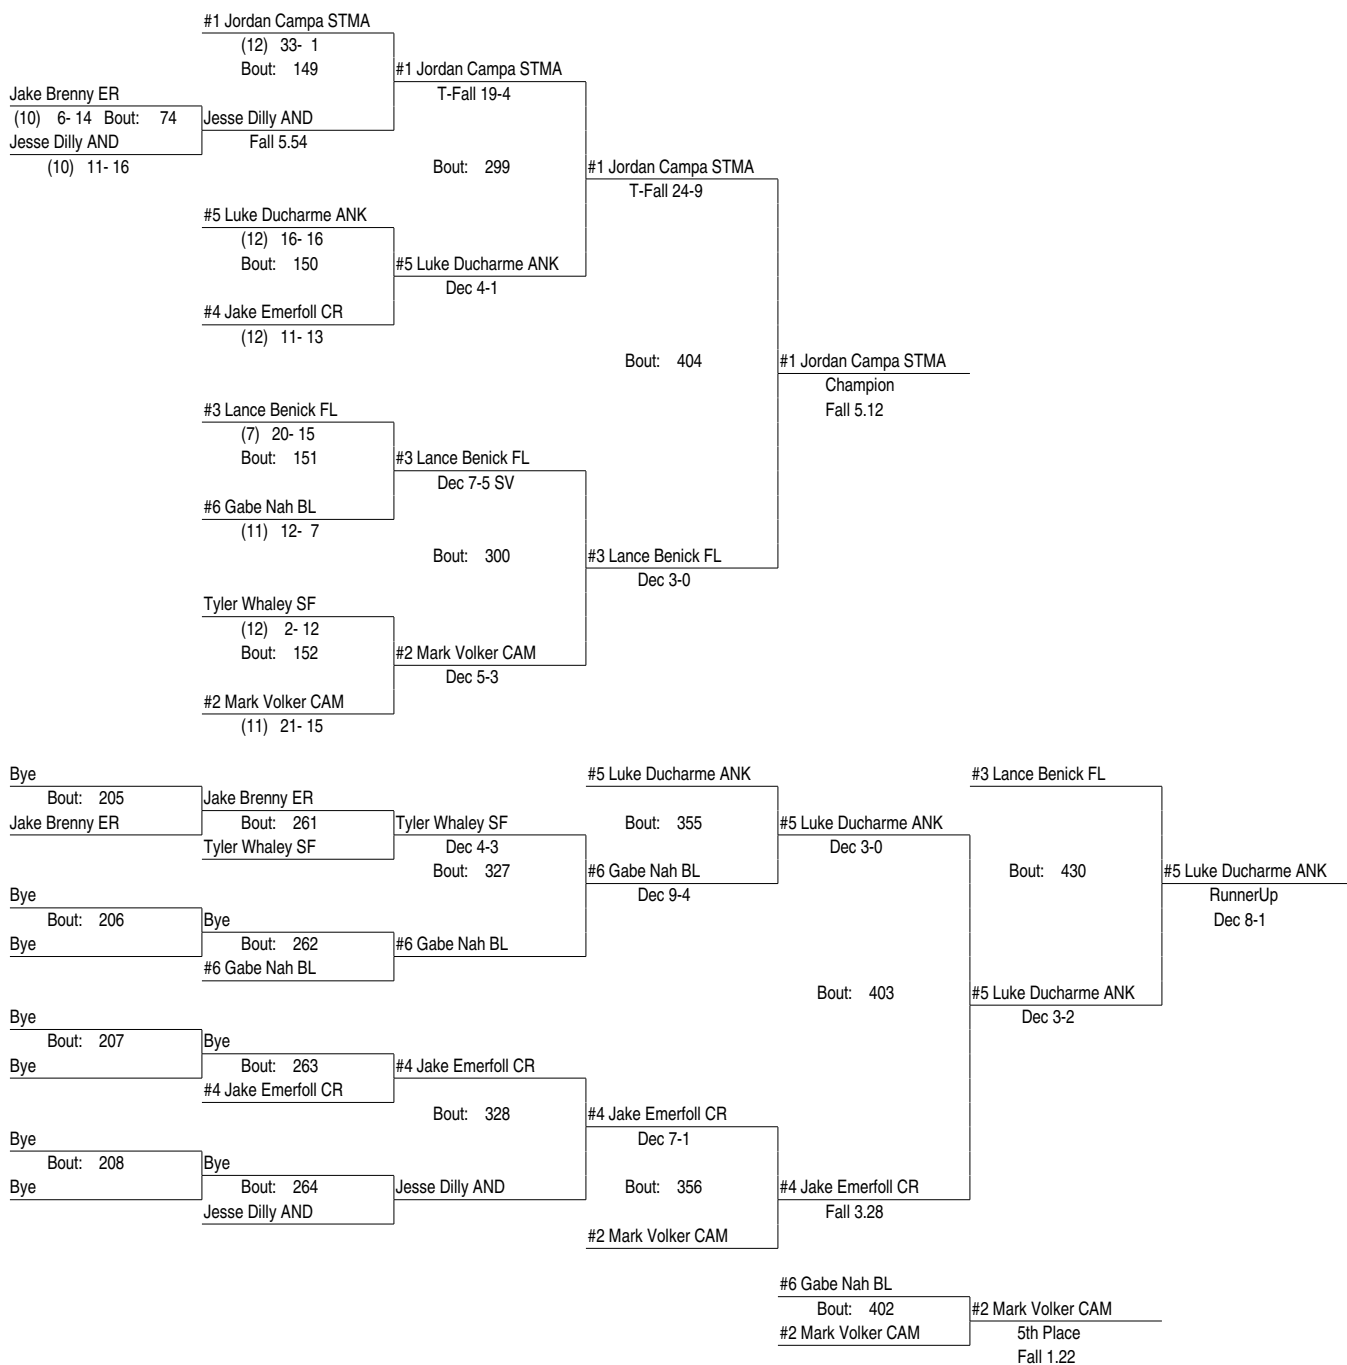 #1 Jordan Campa STMA
(12) 33- 1
Bout: 149
#1 Jordan Campa STMA
T-Fall 19-4
Jake Brenny ER
(10) 6- 14 Bout: 74
Jesse Dilly AND
Jesse Dilly AND
Fall 5.54
(10) 11- 16
Bout: 299
#1 Jordan Campa STMA
T-Fall 24-9
#5 Luke Ducharme ANK
(12) 16- 16
Bout: 150
#5 Luke Ducharme ANK
Dec 4-1
#4 Jake Emerfoll CR
(12) 11- 13
Bout: 404
#1 Jordan Campa STMA
Champion
Fall 5.12
#3 Lance Benick FL
(7) 20- 15
Bout: 151
#3 Lance Benick FL
Dec 7-5 SV
#6 Gabe Nah BL
(11) 12- 7
Bout: 300
#3 Lance Benick FL
Dec 3-0
Tyler Whaley SF
(12) 2- 12
Bout: 152
#2 Mark Volker CAM
Dec 5-3
#2 Mark Volker CAM
(11) 21- 15
Bye
Bout: 205
Jake Brenny ER
Jake Brenny ER
Bout: 261
Tyler Whaley SF
Tyler Whaley SF
Dec 4-3
Bout: 327
#5 Luke Ducharme ANK
Bout: 355
#6 Gabe Nah BL
Dec 9-4
#5 Luke Ducharme ANK
Dec 3-0
#3 Lance Benick FL
Bout: 430
#5 Luke Ducharme ANK
RunnerUp
Dec 8-1
Bye
Bout: 206
Bye
Bye
Bout: 262
#6 Gabe Nah BL
#6 Gabe Nah BL
Bout: 403
#5 Luke Ducharme ANK
Dec 3-2
Bye
Bout: 207
Bye
Bye
Bout: 263
#4 Jake Emerfoll CR
#4 Jake Emerfoll CR
Bout: 328
#4 Jake Emerfoll CR
Dec 7-1
Bye
Bout: 208
Bye
Bye
Bout: 264
Jesse Dilly AND
Jesse Dilly AND
Bout: 356
#4 Jake Emerfoll CR
Fall 3.28
#2 Mark Volker CAM
#6 Gabe Nah BL
Bout: 402
#2 Mark Volker CAM
#2 Mark Volker CAM
5th Place
Fall 1.22